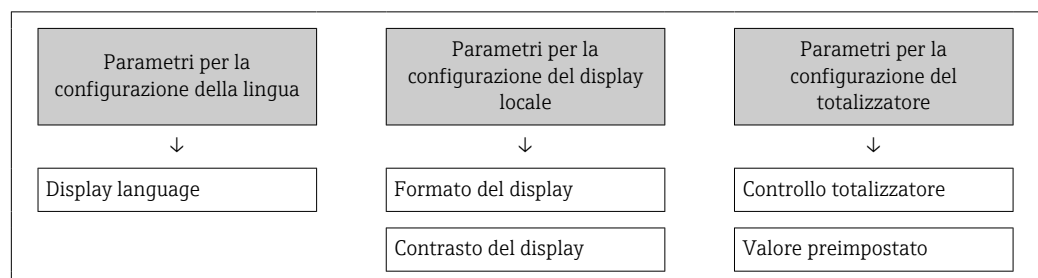 Parametri per la
configurazione della lingua
Display language
Parametri per la
configurazione del display
locale
Formato del display
Contrasto del display
Parametri per la
configurazione del
totalizzatore
Controllo totalizzatore
Valore preimpostato